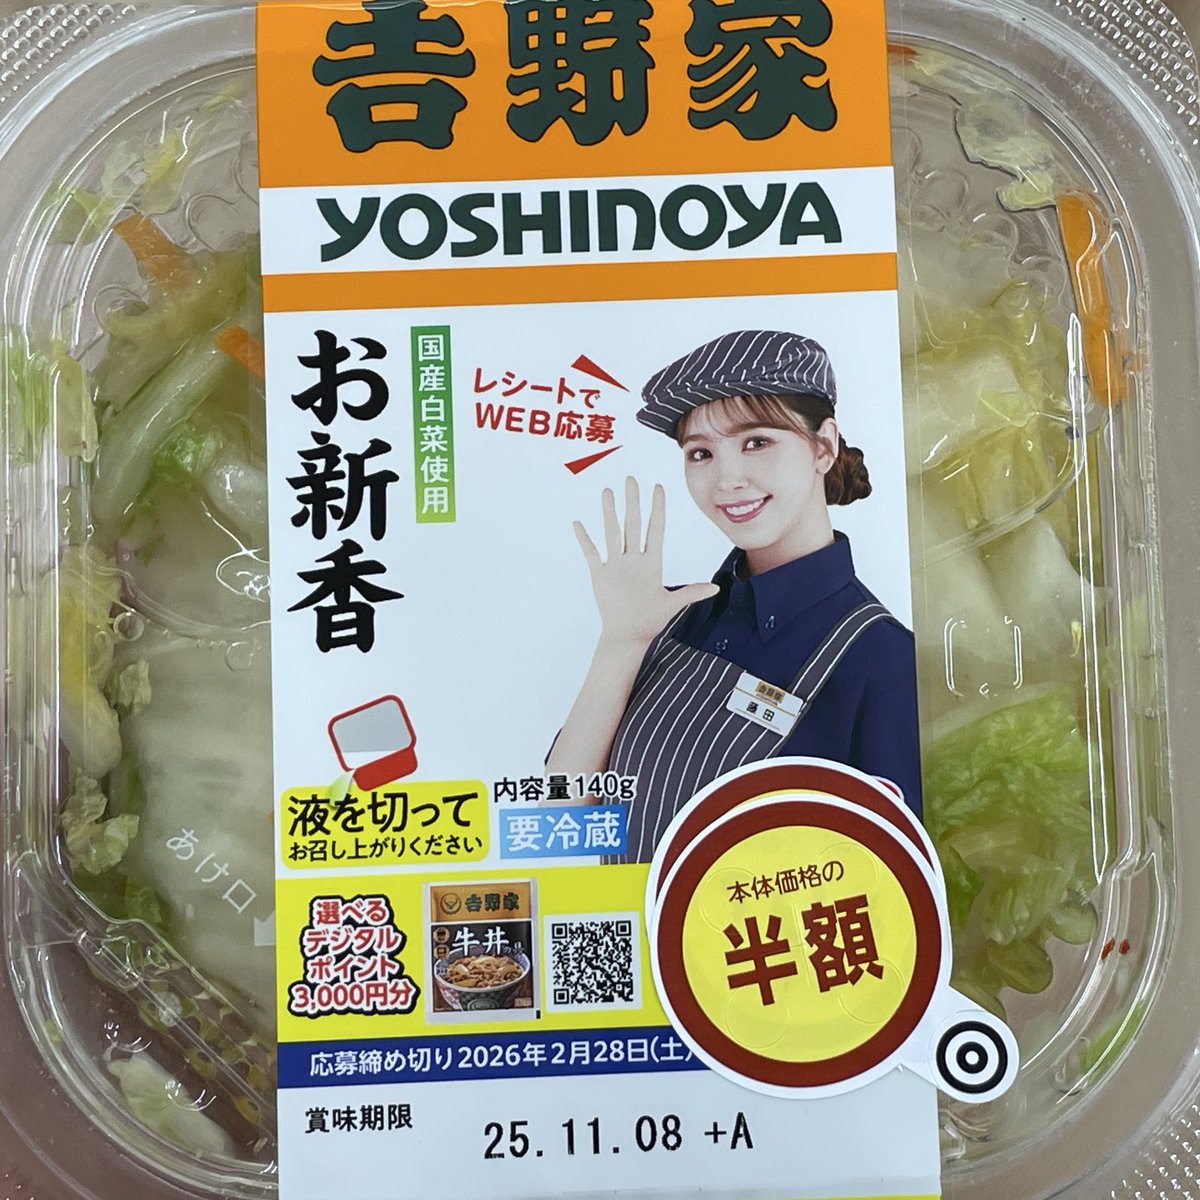 吉野家
YOSHINOYA
お新香
国産白菜使用
レシートで
WEB応募
吉野家
藤田
内容量140g
要冷蔵
液を切って
お召し上がりください
あけ口
選べる
デジタル
ポイント
3,000円分
吉野家
牛丼
本体価格の
半額
応募締め切り2026年2月28日(土)
賞味期限
25.11.08 +A